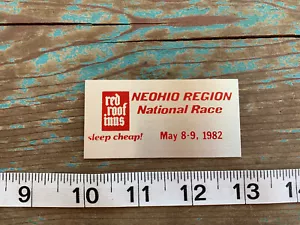 red
roof
inns
sleep cheap!
NEOHIO REGION
National Race
May 8-9, 1982
9 10 11 12 13